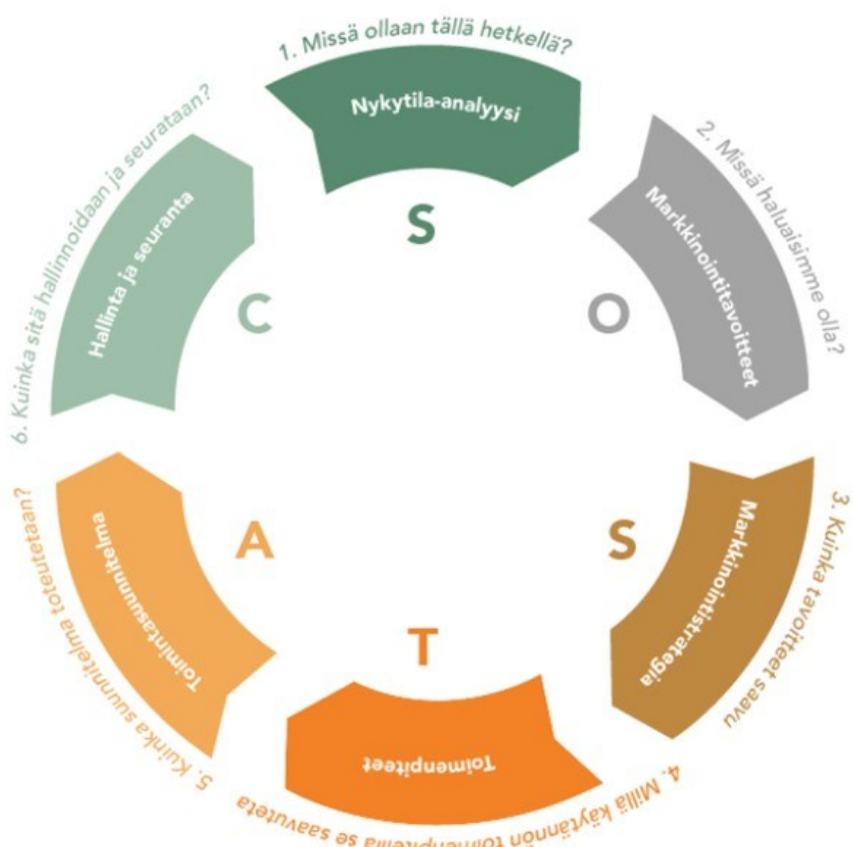 1. Missä ollaan tällä hetkellä?
Nykytila-analyysi
S
2. Missä haluaisimme olla?
Markkinointitavoitteet
O
3. Kuinka tavoitteet saavu
Markkinointistrategia
S
4. Millä käytännön toimenpiteillä se saavuteta
Toimenpiteet
T
5. Kuinka suunnitelma toteutetaan?
Toimintasuunnitelma
A
6. Kuinka sitä hallinnoidaan ja seurataan?
Hallinta ja seuranta
C